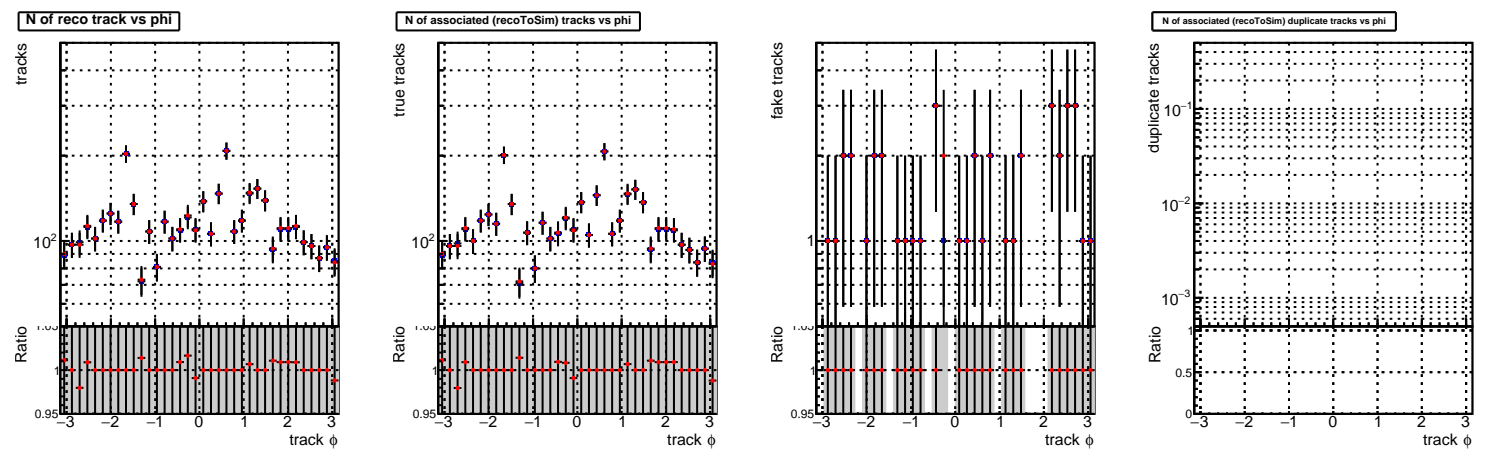 N of reco track vs phi
tracks
10²
Ratio
1.05
1
0.95
−3 −2 −1 0 1 2 3
track ϕ
N of associated (recoToSim) tracks vs phi
true tracks
10²
Ratio
1.05
1
0.95
−3 −2 −1 0 1 2 3
track ϕ
fake tracks
1
Ratio
1.05
1
0.95
−3 −2 −1 0 1 2 3
track ϕ
N of associated (recoToSim) duplicate tracks vs phi
duplicate tracks
10⁻¹
10⁻²
10⁻³
Ratio
1
0.5
0
−3 −2 −1 0 1 2 3
track ϕ